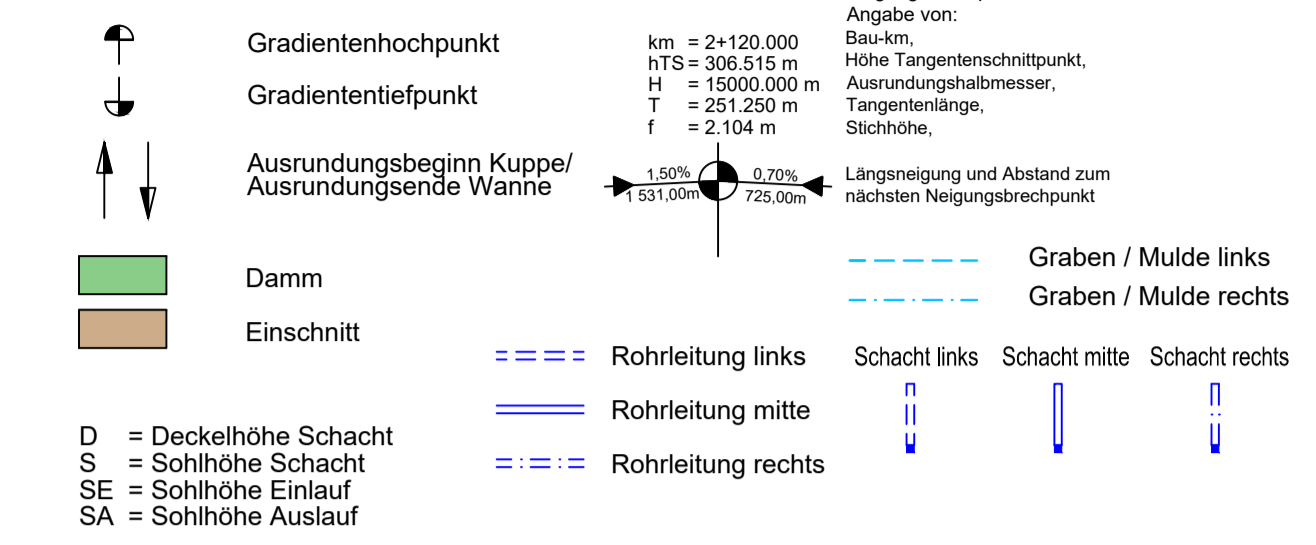 Gradientenhochpunkt
Gradiententiefpunkt
Ausrundungsbeginn Kuppe/
Ausrundungsende Wanne
Damm
Einschnitt
D = Deckelhöhe Schacht
S = Sohlhöhe Schacht
SE = Sohlhöhe Einlauf
SA = Sohlhöhe Auslauf
km = 2+120.000
hTS = 306.515 m
H = 15000.000 m
T = 251.250 m
f = 2.104 m
1,50% 0,70%
1 531,00m 725,00m
Angabe von:
Bau-km,
Höhe Tangentenschnittpunkt,
Ausrundungshalbmesser,
Tangentenlänge,
Stichhöhe,
Längsneigung und Abstand zum
nächsten Neigungsbrechpunkt
Graben / Mulde links
Graben / Mulde rechts
Rohrleitung links
Rohrleitung mitte
Rohrleitung rechts
Schacht links Schacht mitte Schacht rechts